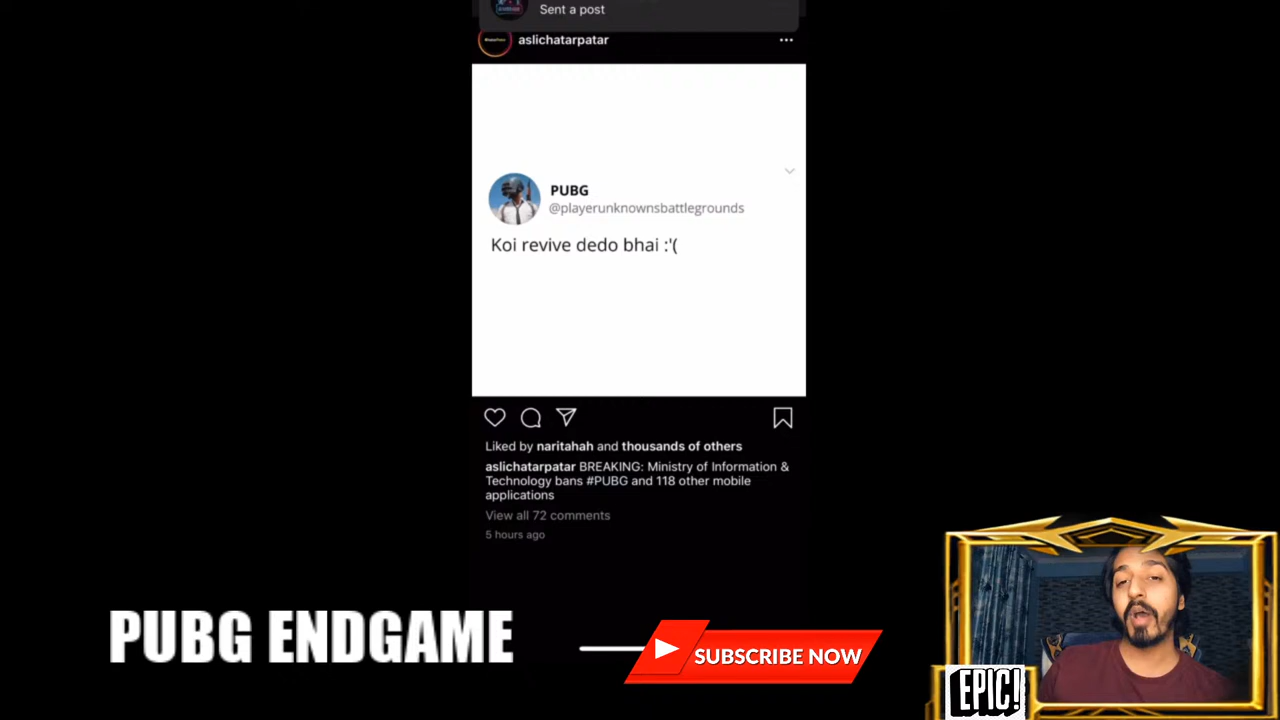 Sent a post
aslichatarpatar
PUBG
@playerunknownsbattlegrounds
Koi revive dedo bhai :'(
Liked by naritahah and thousands of others
aslichatarpatar BREAKING: Ministry of Information &
Technology bans #PUBG and 118 other mobile
applications
View all 72 comments
5 hours ago
PUBG ENDGAME
SUBSCRIBE NOW
EPIC!